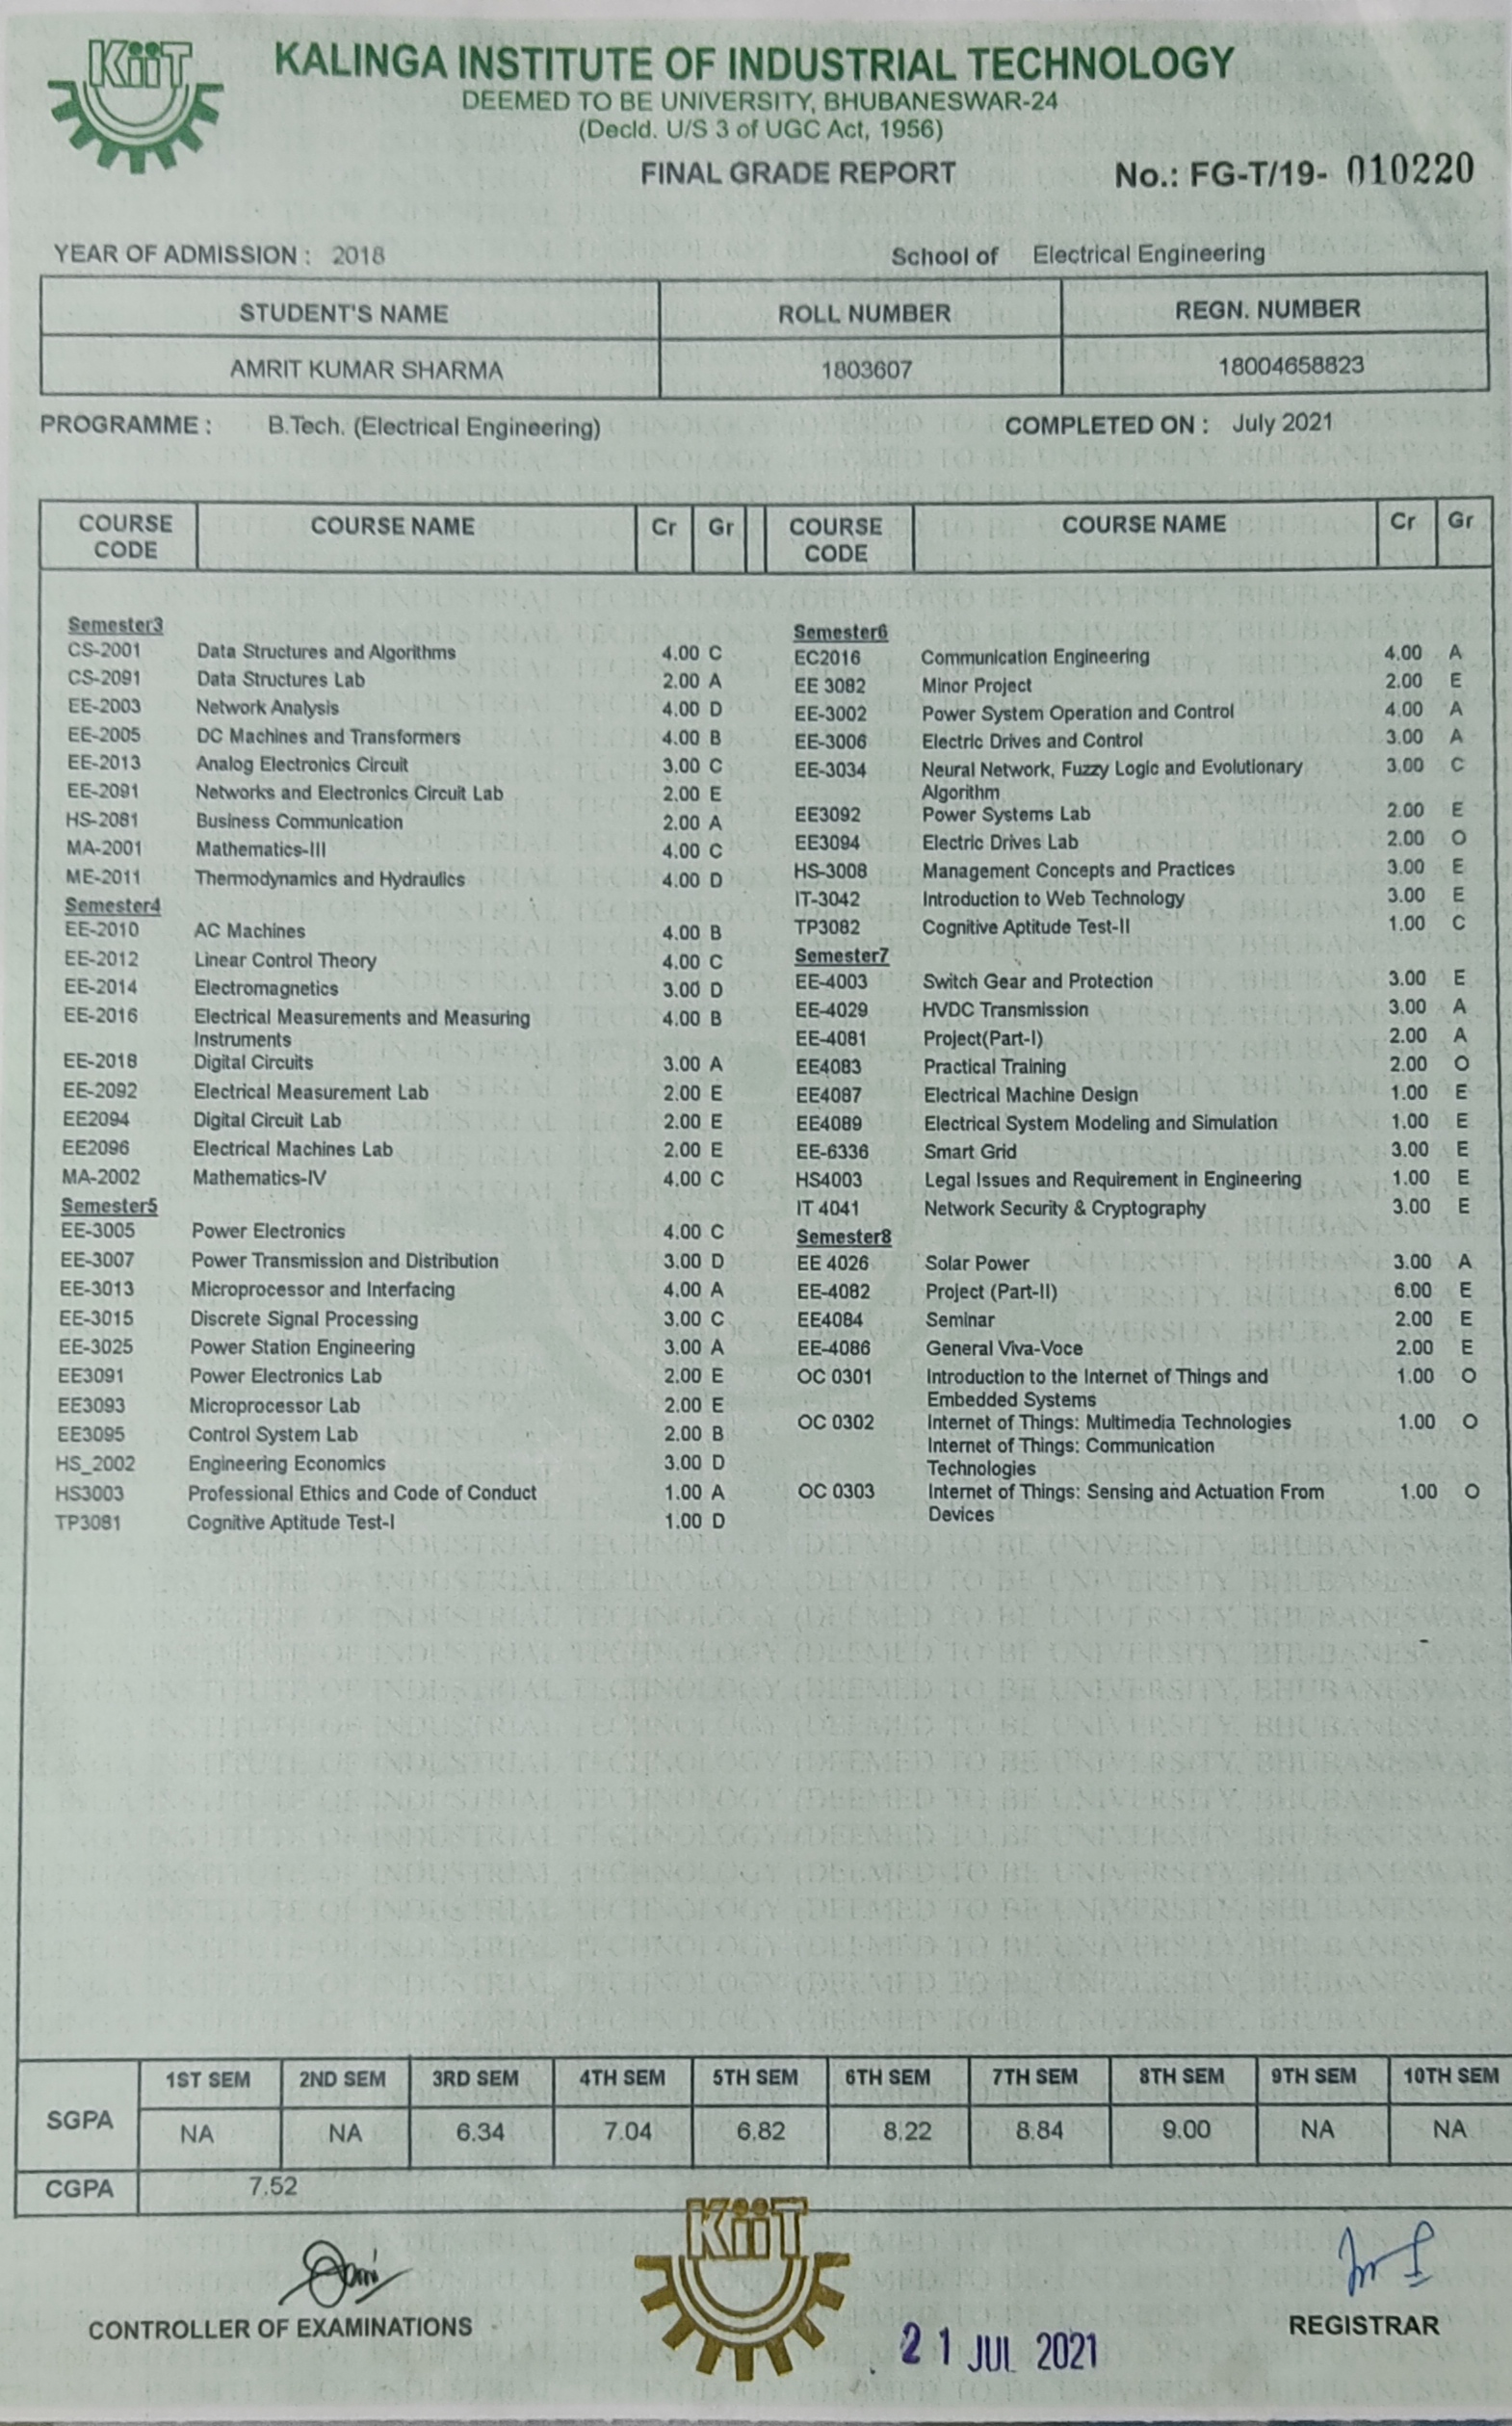 KiiT
KALINGA INSTITUTE OF INDUSTRIAL TECHNOLOGY
DEEMED TO BE UNIVERSITY, BHUBANESWAR-24
(Decld. U/S 3 of UGC Act, 1956)
FINAL GRADE REPORT No.: FG-T/19- 010220
YEAR OF ADMISSION : 2018 School of Electrical Engineering
STUDENT'S NAME ROLL NUMBER REGN. NUMBER
AMRIT KUMAR SHARMA 1803607 18004658823
PROGRAMME : B.Tech. (Electrical Engineering) COMPLETED ON : July 2021
COURSE CODE COURSE NAME Cr Gr
Semester3
CS-2001 Data Structures and Algorithms 4.00 C
CS-2091 Data Structures Lab 2.00 A
EE-2003 Network Analysis 4.00 D
EE-2005 DC Machines and Transformers 4.00 B
EE-2013 Analog Electronics Circuit 3.00 C
EE-2091 Networks and Electronics Circuit Lab 2.00 E
HS-2081 Business Communication 2.00 A
MA-2001 Mathematics-III 4.00 C
ME-2011 Thermodynamics and Hydraulics 4.00 D
Semester4
EE-2010 AC Machines 4.00 B
EE-2012 Linear Control Theory 4.00 C
EE-2014 Electromagnetics 3.00 D
EE-2016 Electrical Measurements and Measuring 4.00 B
Instruments
EE-2018 Digital Circuits 3.00 A
EE-2092 Electrical Measurement Lab 2.00 E
EE2094 Digital Circuit Lab 2.00 E
EE2096 Electrical Machines Lab 2.00 E
MA-2002 Mathematics-IV 4.00 C
Semester5
EE-3005 Power Electronics 4.00 C
EE-3007 Power Transmission and Distribution 3.00 D
EE-3013 Microprocessor and Interfacing 4.00 A
EE-3015 Discrete Signal Processing 3.00 C
EE-3025 Power Station Engineering 3.00 A
EE3091 Power Electronics Lab 2.00 E
EE3093 Microprocessor Lab 2.00 E
EE3095 Control System Lab 2.00 B
HS_2002 Engineering Economics 3.00 D
HS3003 Professional Ethics and Code of Conduct 1.00 A
TP3081 Cognitive Aptitude Test-I 1.00 D
COURSE CODE COURSE NAME Cr Gr
Semester6
EC2016 Communication Engineering 4.00 A
EE 3082 Minor Project 2.00 E
EE-3002 Power System Operation and Control 4.00 A
EE-3006 Electric Drives and Control 3.00 A
EE-3034 Neural Network, Fuzzy Logic and Evolutionary 3.00 C
Algorithm
EE3092 Power Systems Lab 2.00 E
EE3094 Electric Drives Lab 2.00 O
HS-3008 Management Concepts and Practices 3.00 E
IT-3042 Introduction to Web Technology 3.00 E
TP3082 Cognitive Aptitude Test-II 1.00 C
Semester7
EE-4003 Switch Gear and Protection 3.00 E
EE-4029 HVDC Transmission 3.00 A
EE-4081 Project(Part-I) 2.00 A
EE4083 Practical Training 2.00 O
EE4087 Electrical Machine Design 1.00 E
EE4089 Electrical System Modeling and Simulation 1.00 E
EE-6336 Smart Grid 3.00 E
HS4003 Legal Issues and Requirement in Engineering 1.00 E
IT 4041 Network Security & Cryptography 3.00 E
Semester8
EE 4026 Solar Power 3.00 A
EE-4082 Project (Part-II) 6.00 E
EE4084 Seminar 2.00 E
EE-4086 General Viva-Voce 2.00 E
OC 0301 Introduction to the Internet of Things and 1.00 O
Embedded Systems
OC 0302 Internet of Things: Multimedia Technologies 1.00 O
Internet of Things: Communication
Technologies
OC 0303 Internet of Things: Sensing and Actuation From 1.00 O
Devices
1ST SEM 2ND SEM 3RD SEM 4TH SEM 5TH SEM 6TH SEM 7TH SEM 8TH SEM 9TH SEM 10TH SEM
SGPA NA NA 6.34 7.04 6.82 8.22 8.84 9.00 NA NA
CGPA 7.52
KiiT
CONTROLLER OF EXAMINATIONS REGISTRAR
21 JUL 2021